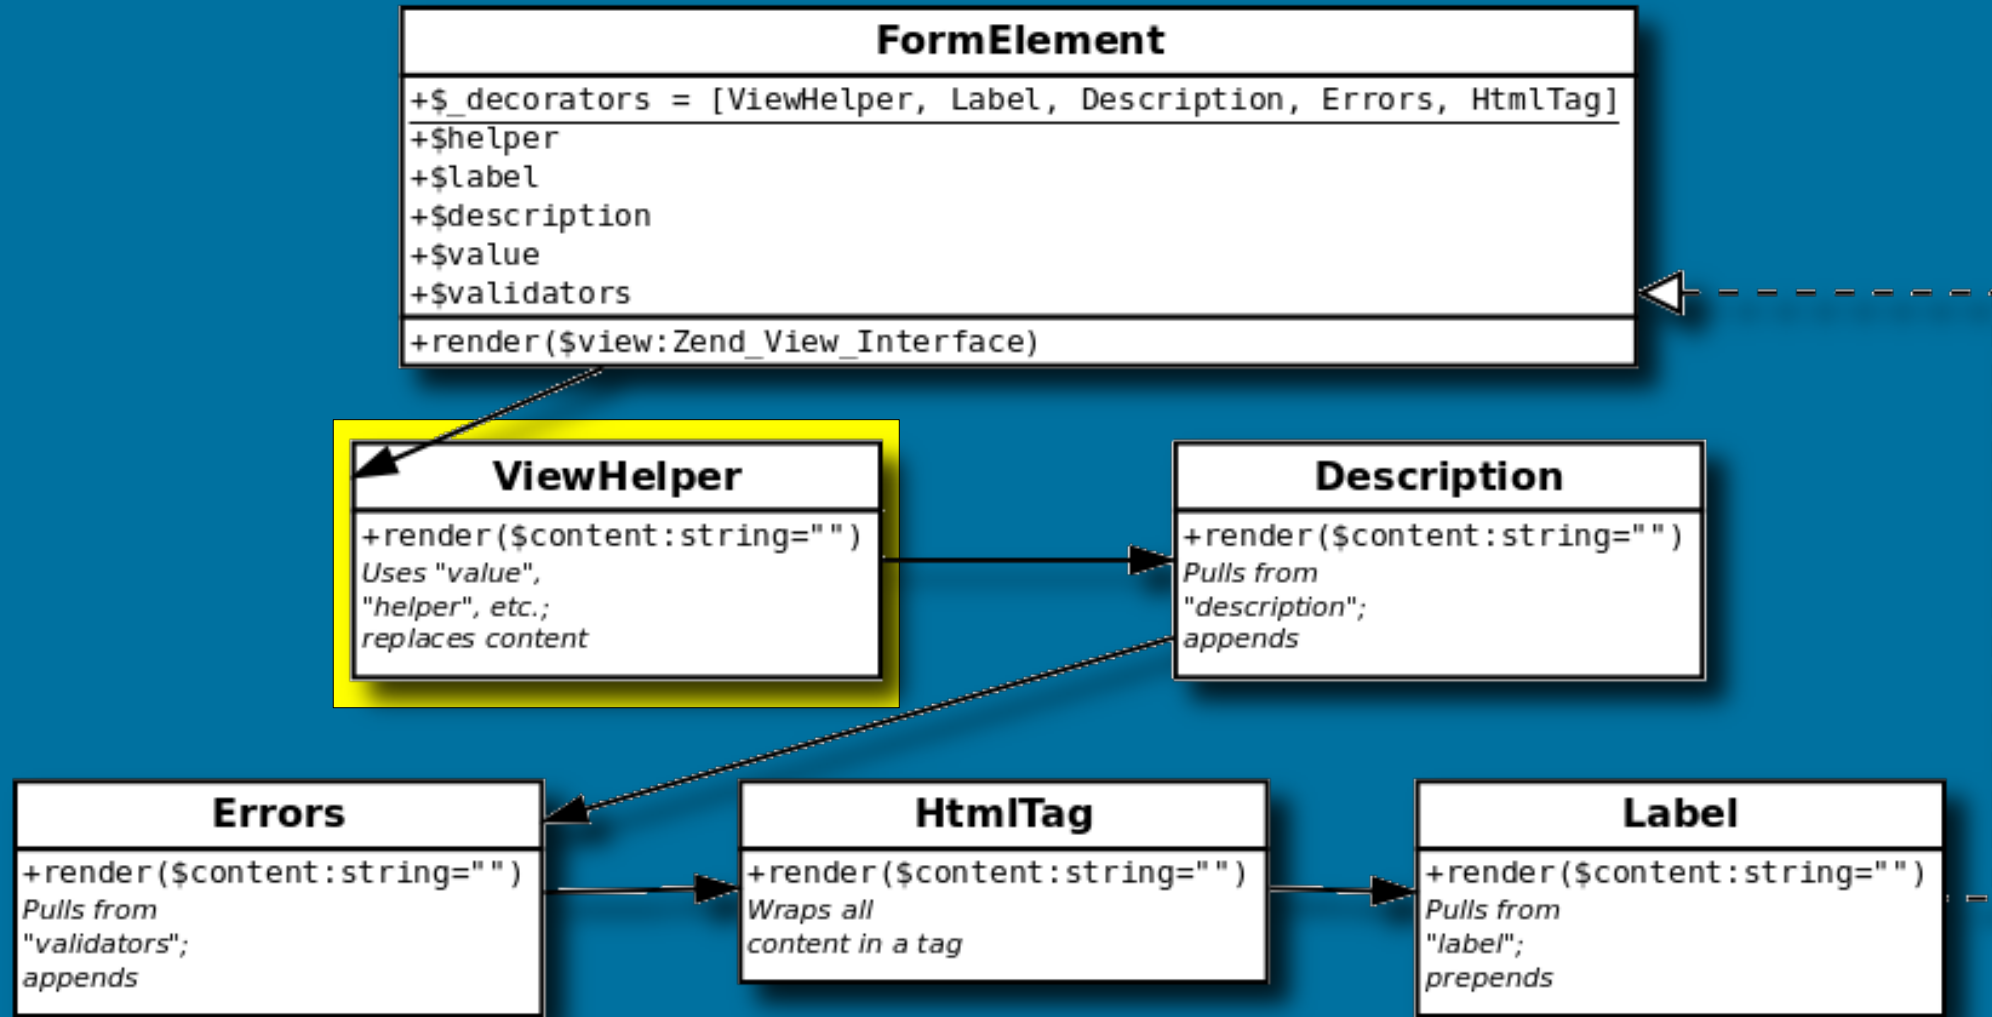 FormElement
+$_decorators = [ViewHelper, Label, Description, Errors, HtmlTag]
+$helper
+$label
+$description
+$value
+$validators
+render($view:Zend_View_Interface)
ViewHelper
+render($content:string="")
Uses "value",
"helper", etc.;
replaces content
Description
+render($content:string="")
Pulls from
"description";
appends
Errors
+render($content:string="")
Pulls from
"validators";
appends
HtmlTag
+render($content:string="")
Wraps all
content in a tag
Label
+render($content:string="")
Pulls from
"label";
prepends